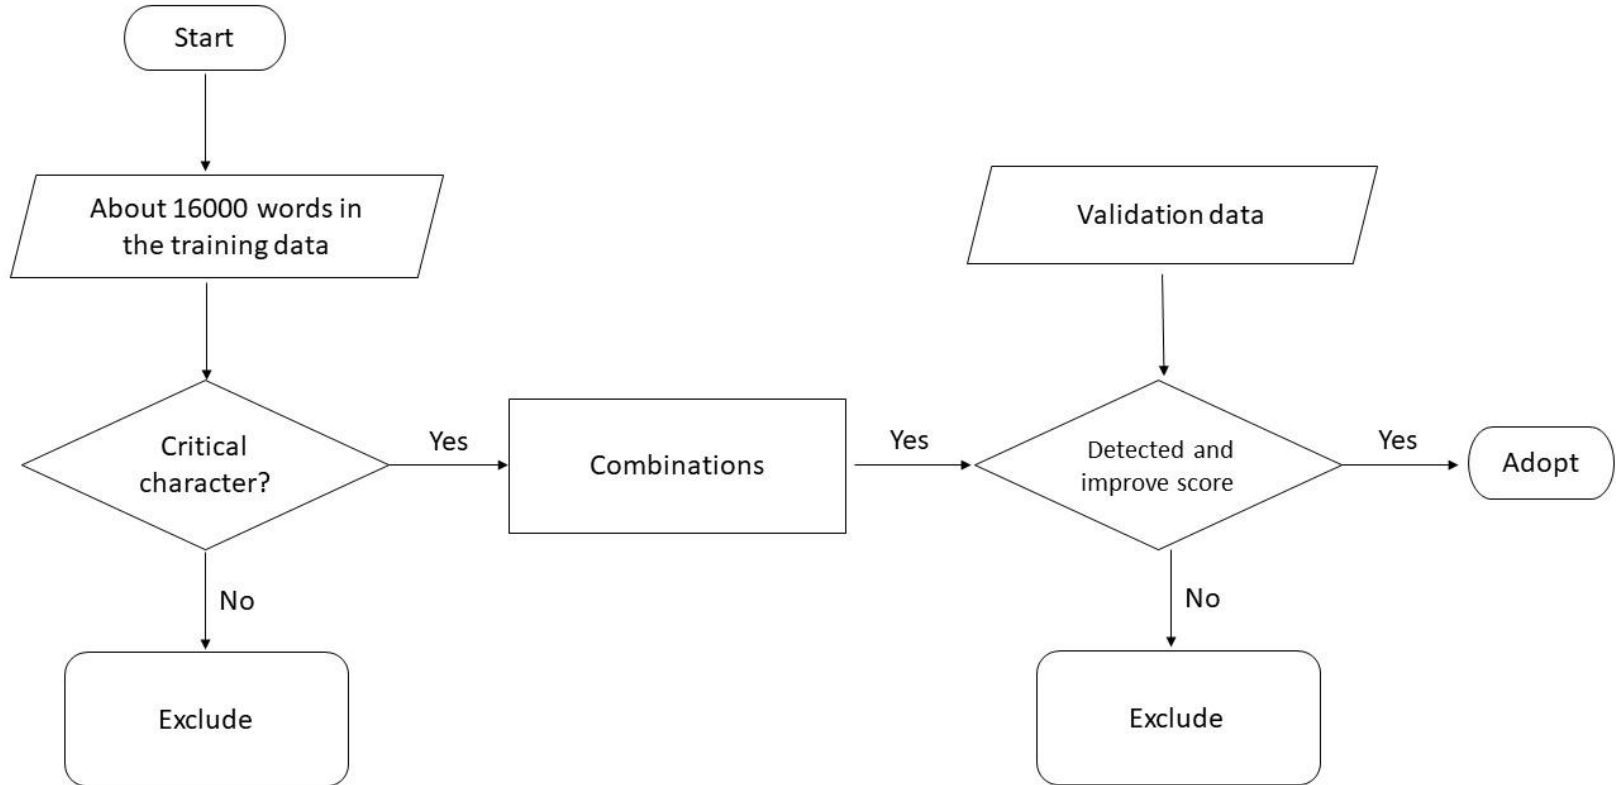 Start
About 16000 words in
the training data
Validation data
Critical
character?
Yes
Combinations
Yes
Detected and
improve score
Yes
Adopt
No
No
Exclude
Exclude